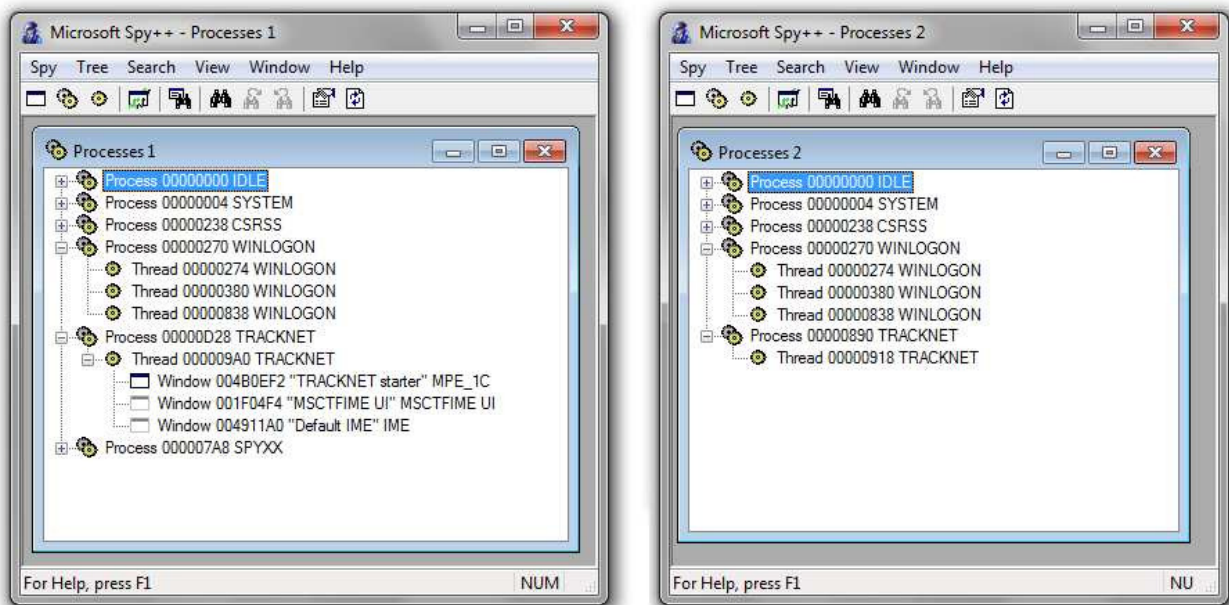 Microsoft Spy++ - Processes 1
Spy Tree Search View Window Help
Processes 1
Process 00000000 IDLE
Process 00000004 SYSTEM
Process 00000238 CSRSS
Process 00000270 WINLOGON
Thread 00000274 WINLOGON
Thread 00000380 WINLOGON
Thread 00000838 WINLOGON
Process 00000D28 TRACKNET
Thread 000009A0 TRACKNET
Window 004B0EF2 "TRACKNET starter" MPE_1C
Window 001F04F4 "MSCTFIME UI" MSCTFIME UI
Window 004911A0 "Default IME" IME
Process 000007A8 SPYXX
For Help, press F1
NUM
Microsoft Spy++ - Processes 2
Spy Tree Search View Window Help
Processes 2
Process 00000000 IDLE
Process 00000004 SYSTEM
Process 00000238 CSRSS
Process 00000270 WINLOGON
Thread 00000274 WINLOGON
Thread 00000380 WINLOGON
Thread 00000838 WINLOGON
Process 00000890 TRACKNET
Thread 00000918 TRACKNET
For Help, press F1
NU